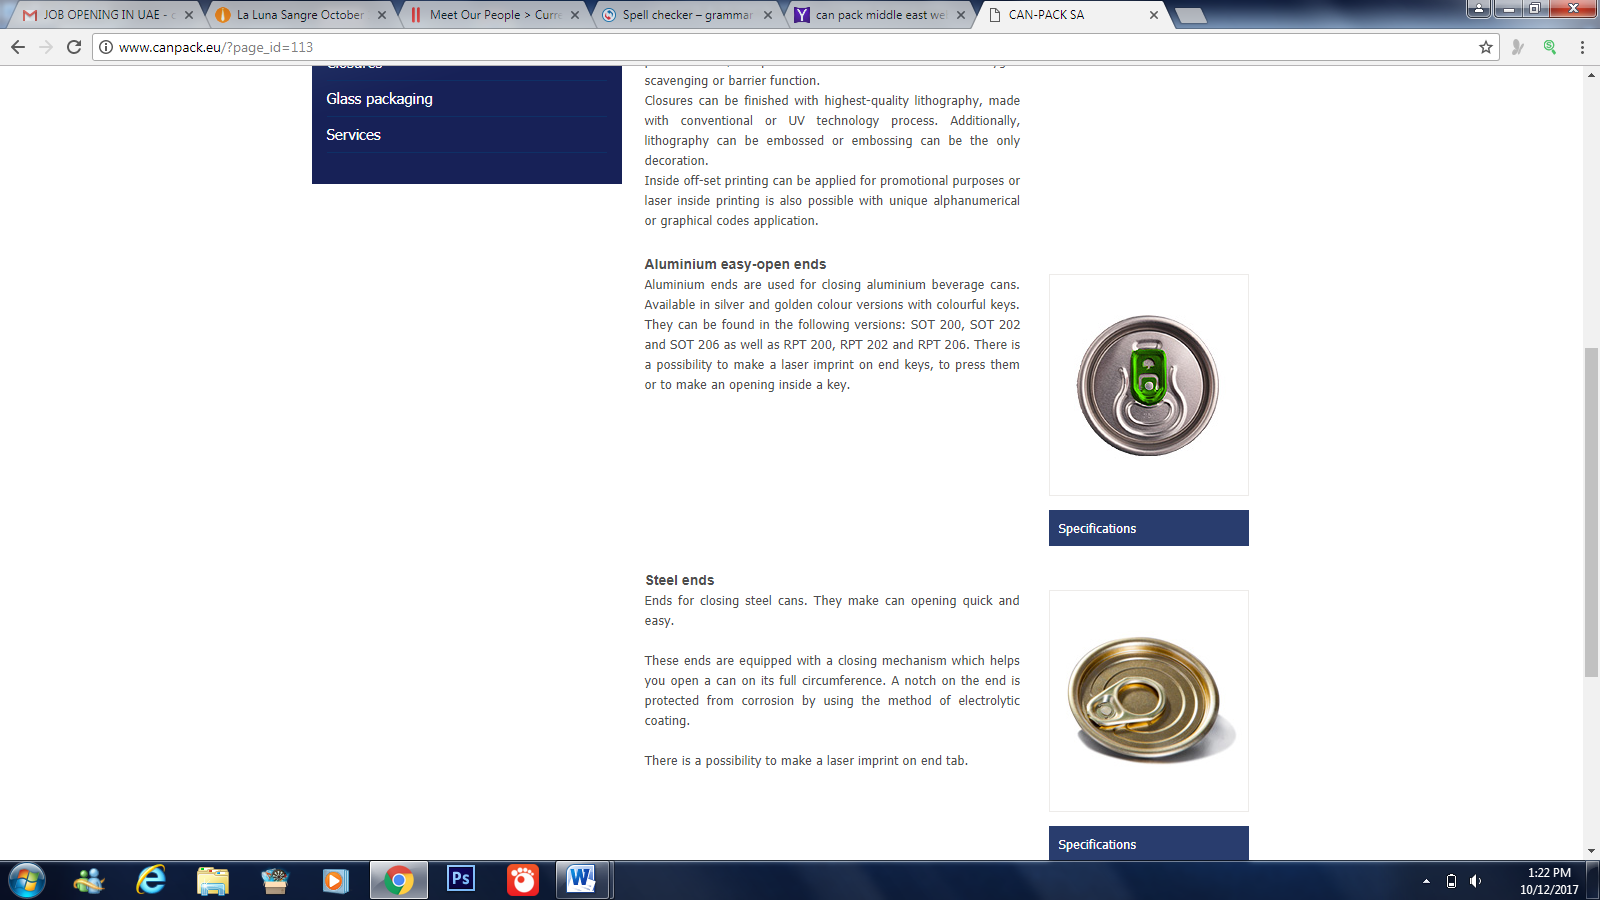 JOB OPENING IN UAE - c
La Luna Sangre October
Meet Our People > Curre
Spell checker – grammar
can pack middle east we
CAN-PACK SA
www.canpack.eu/?page_id=113
Closures
Glass packaging
Services
scavenging or barrier function.
Closures can be finished with highest-quality lithography, made
with conventional or UV technology process. Additionally,
lithography can be embossed or embossing can be the only
decoration.
Inside off-set printing can be applied for promotional purposes or
laser inside printing is also possible with unique alphanumerical
or graphical codes application.
Aluminium easy-open ends
Aluminium ends are used for closing aluminium beverage cans.
Available in silver and golden colour versions with colourful keys.
They can be found in the following versions: SOT 200, SOT 202
and SOT 206 as well as RPT 200, RPT 202 and RPT 206. There is
a possibility to make a laser imprint on end keys, to press them
or to make an opening inside a key.
Specifications
Steel ends
Ends for closing steel cans. They make can opening quick and
easy.
These ends are equipped with a closing mechanism which helps
you open a can on its full circumference. A notch on the end is
protected from corrosion by using the method of electrolytic
coating.
There is a possibility to make a laser imprint on end tab.
Specifications
Ps
W
1:22 PM
10/12/2017